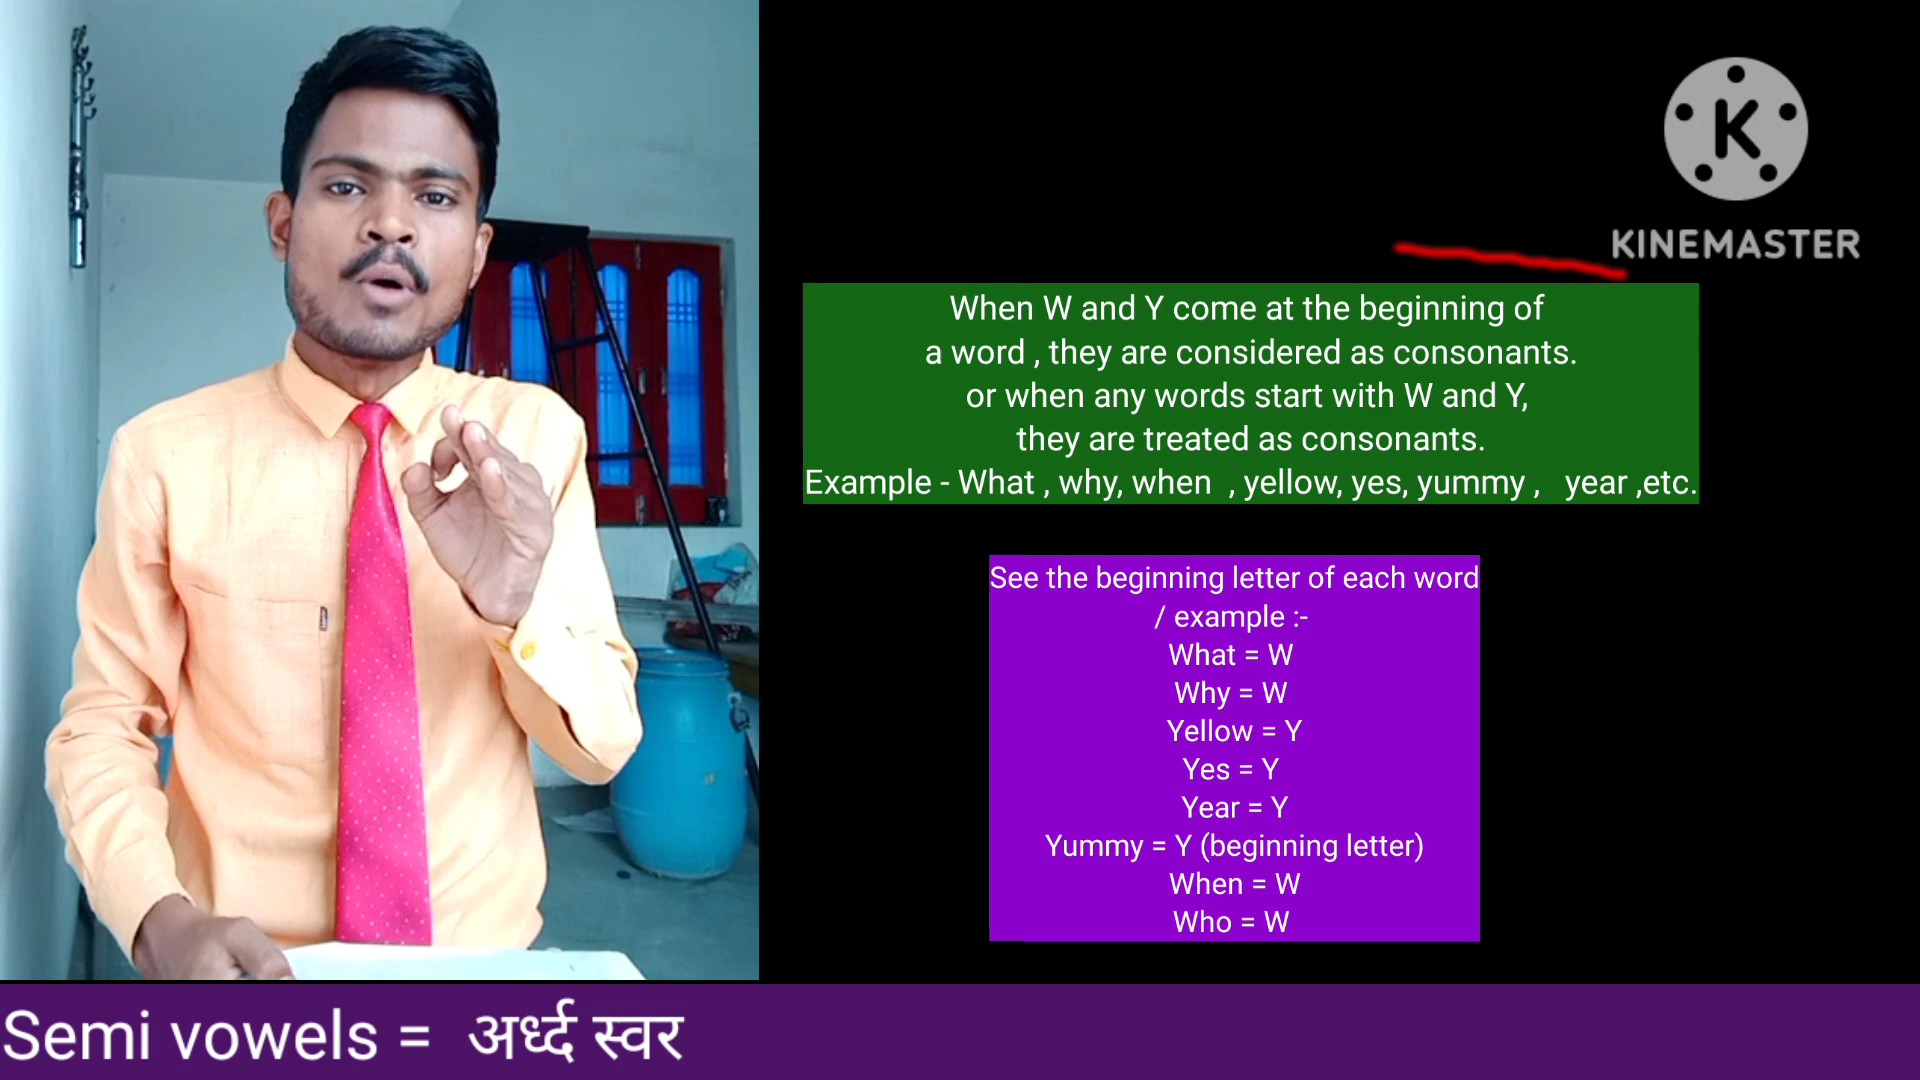 K
KINEMASTER
When W and Y come at the beginning of
a word , they are considered as consonants.
or when any words start with W and Y,
they are treated as consonants.
Example - What , why, when , yellow, yes, yummy , year ,etc.
See the beginning letter of each word
/ example :-
What = W
Why = W
Yellow = Y
Yes = Y
Year = Y
Yummy = Y (beginning letter)
When = W
Who = W
Semi vowels = अर्ध्द स्वर